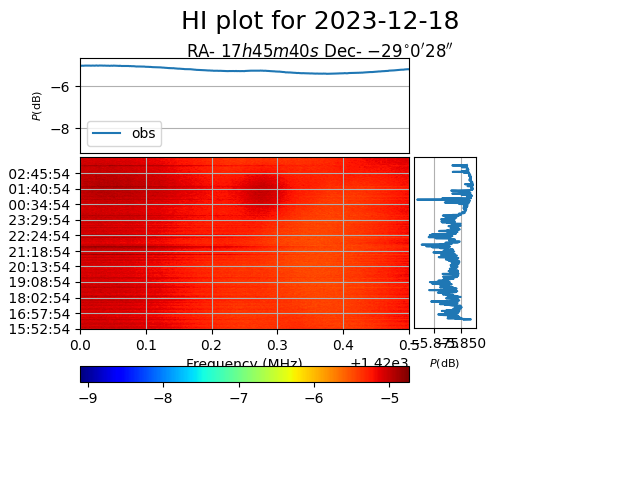 HI plot for 2023-12-18
RA- 17h45m40s Dec- −29°0′28″
−6
−8
P(dB)
obs
02:45:54
01:40:54
00:34:54
23:29:54
22:24:54
21:18:54
20:13:54
19:08:54
18:02:54
16:57:54
15:52:54
0.0 0.1 0.2 0.3 0.4 0.5
Frequency (MHz) +1.42e3
P(dB)
−9 −8 −7 −6 −5